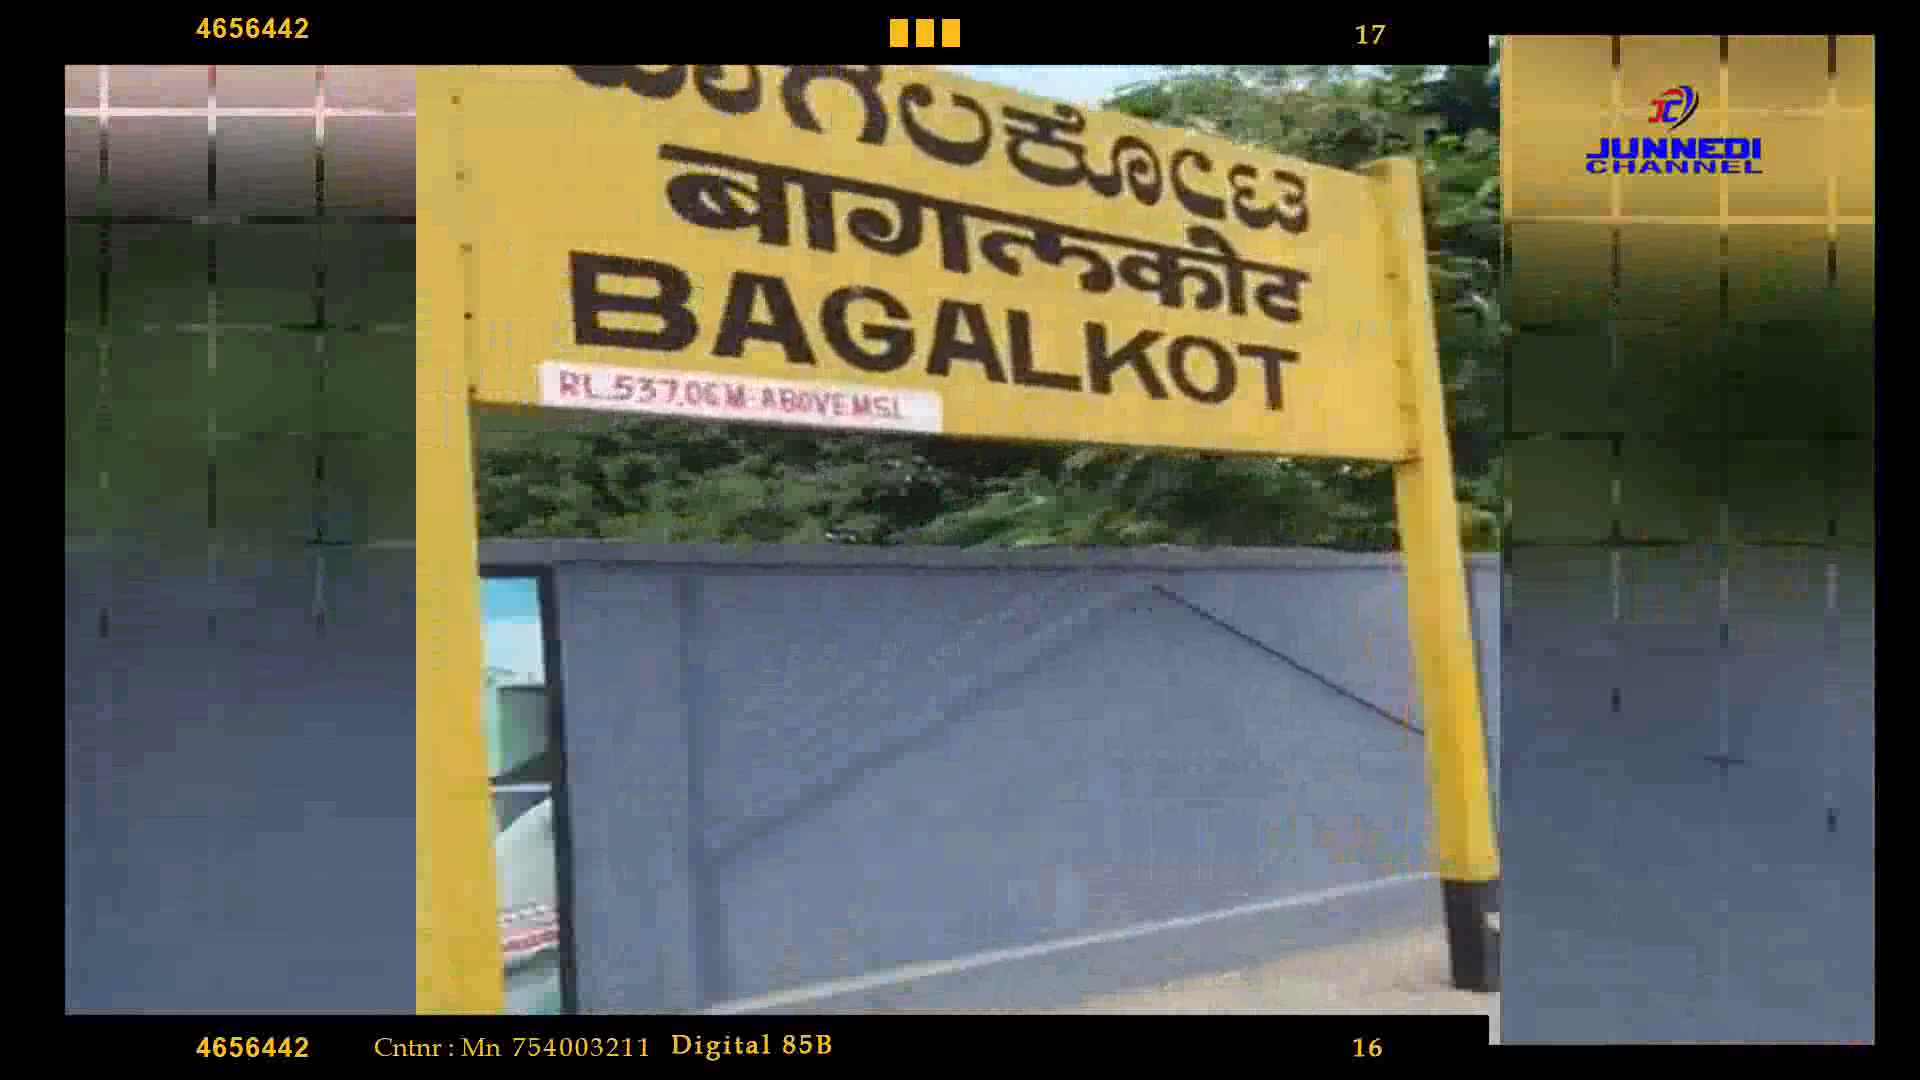 4656442
17
JUNNEDI
CHANNEL
ಬಾಗಲಕೋಟ
बागलकोट
BAGALKOT
RL.537.06M-ABOVE MSL
4656442 Cntnr : Mn 754003211 Digital 85B
16